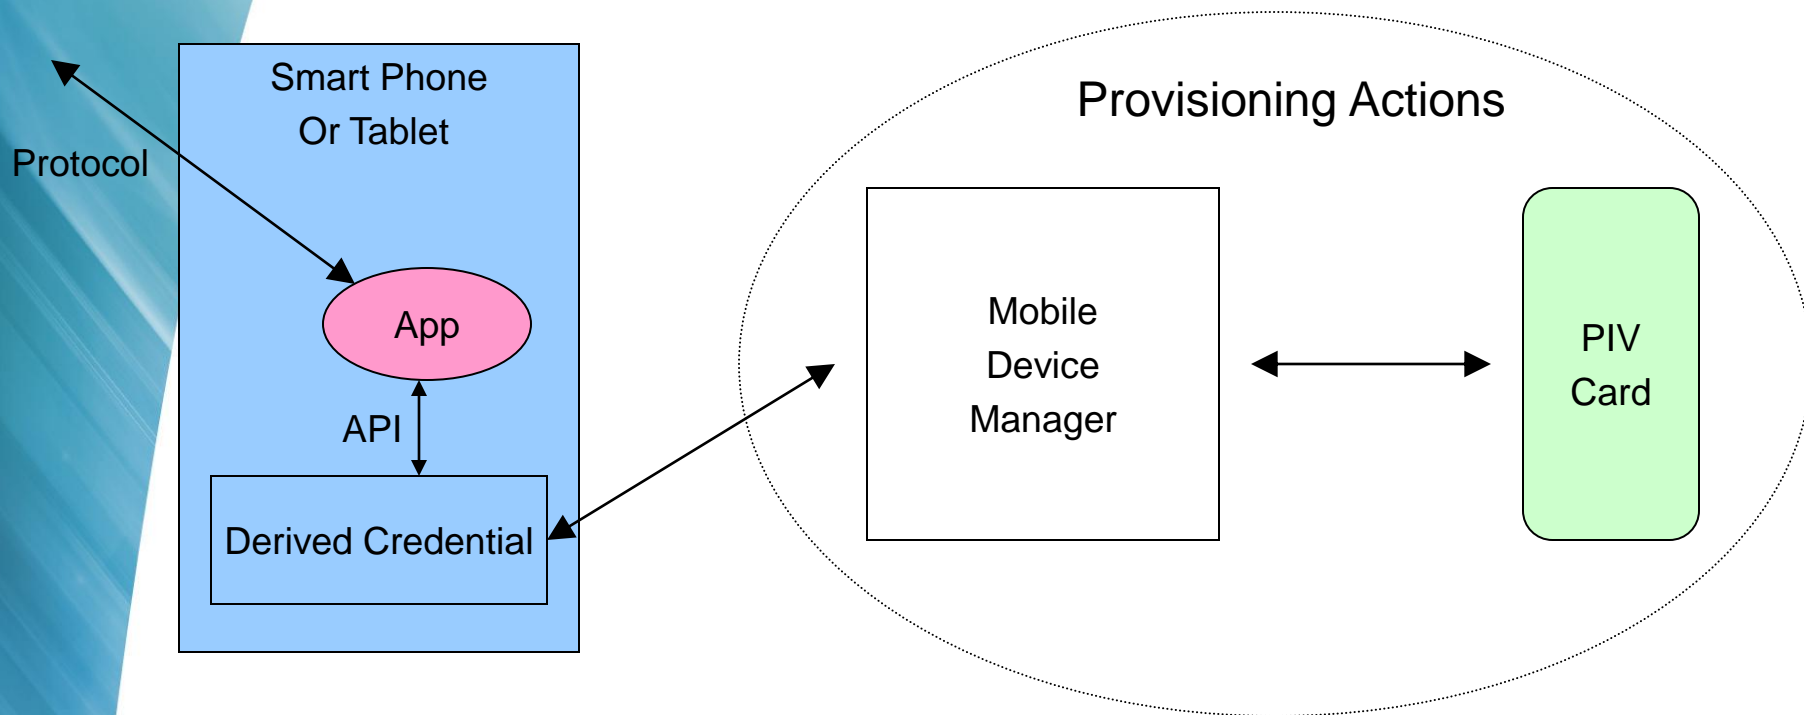 Smart Phone
Or Tablet
Protocol
App
API
Derived Credential
Provisioning Actions
Mobile
Device
Manager
PIV
Card